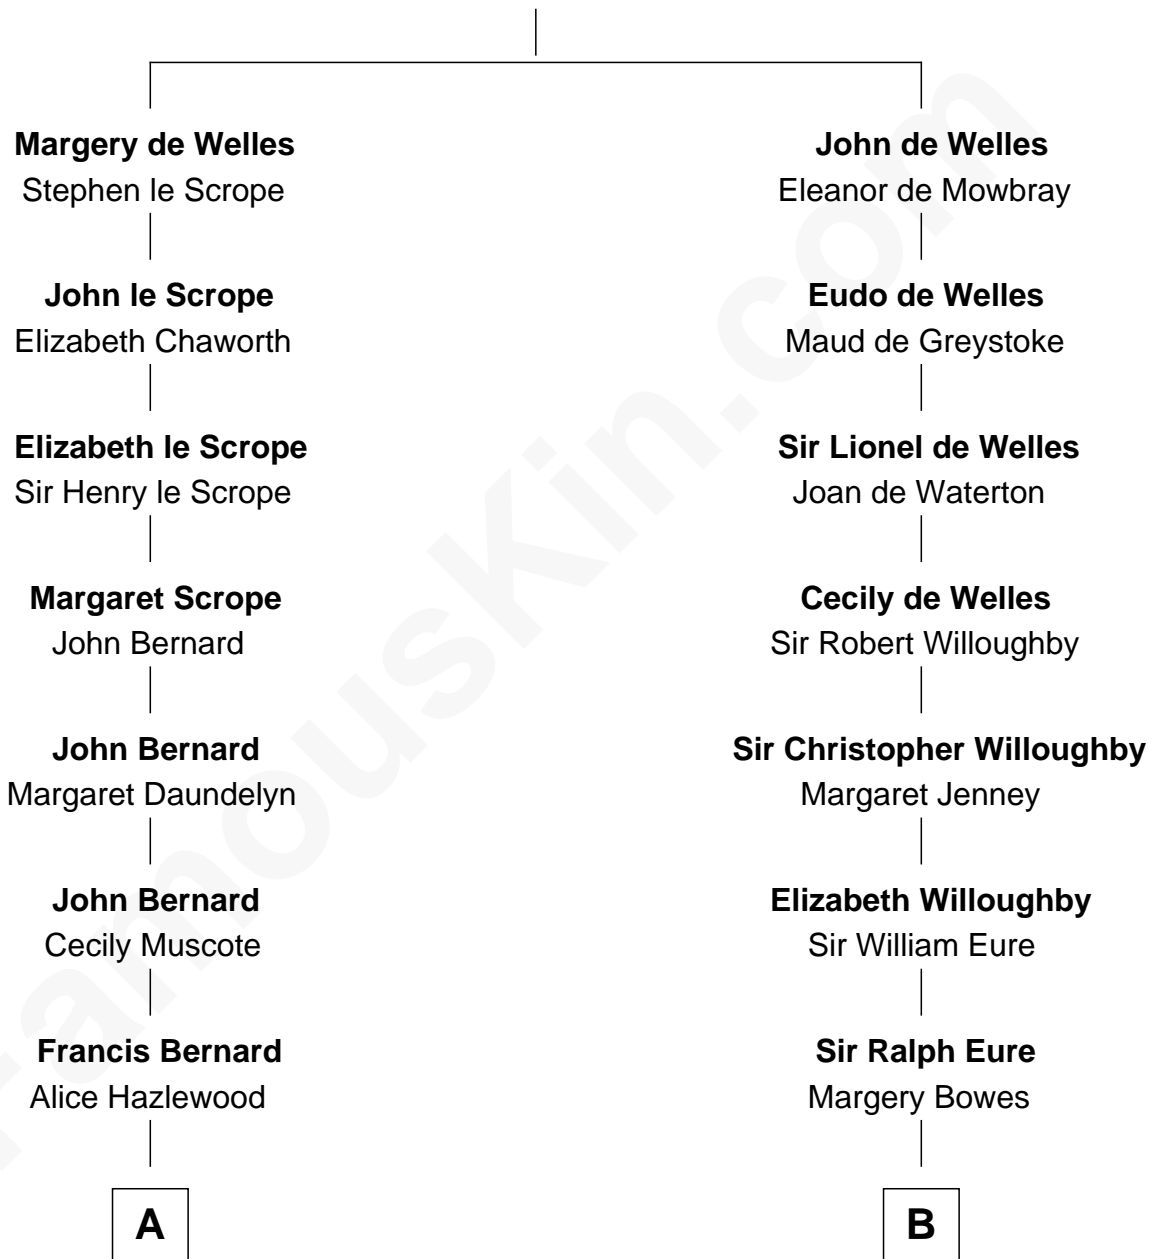 Margery de Welles
Stephen le Scrope
John le Scrope
Elizabeth Chaworth
Elizabeth le Scrope
Sir Henry le Scrope
Margaret Scrope
John Bernard
John Bernard
Margaret Daundelyn
John Bernard
Cecily Muscote
Francis Bernard
Alice Hazlewood
A
John de Welles
Eleanor de Mowbray
Eudo de Welles
Maud de Greystoke
Sir Lionel de Welles
Joan de Waterton
Cecily de Welles
Sir Robert Willoughby
Sir Christopher Willoughby
Margaret Jenney
Elizabeth Willoughby
Sir William Eure
Sir Ralph Eure
Margery Bowes
B
FamousKin.com